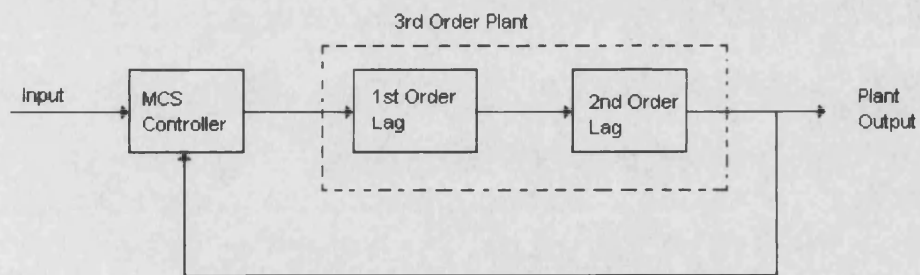 3rd Order Plant
Input
MCS
Controller
1st Order
Lag
2nd Order
Lag
Plant
Output